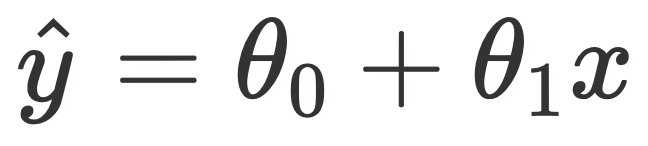 ŷ = θ₀ + θ₁x